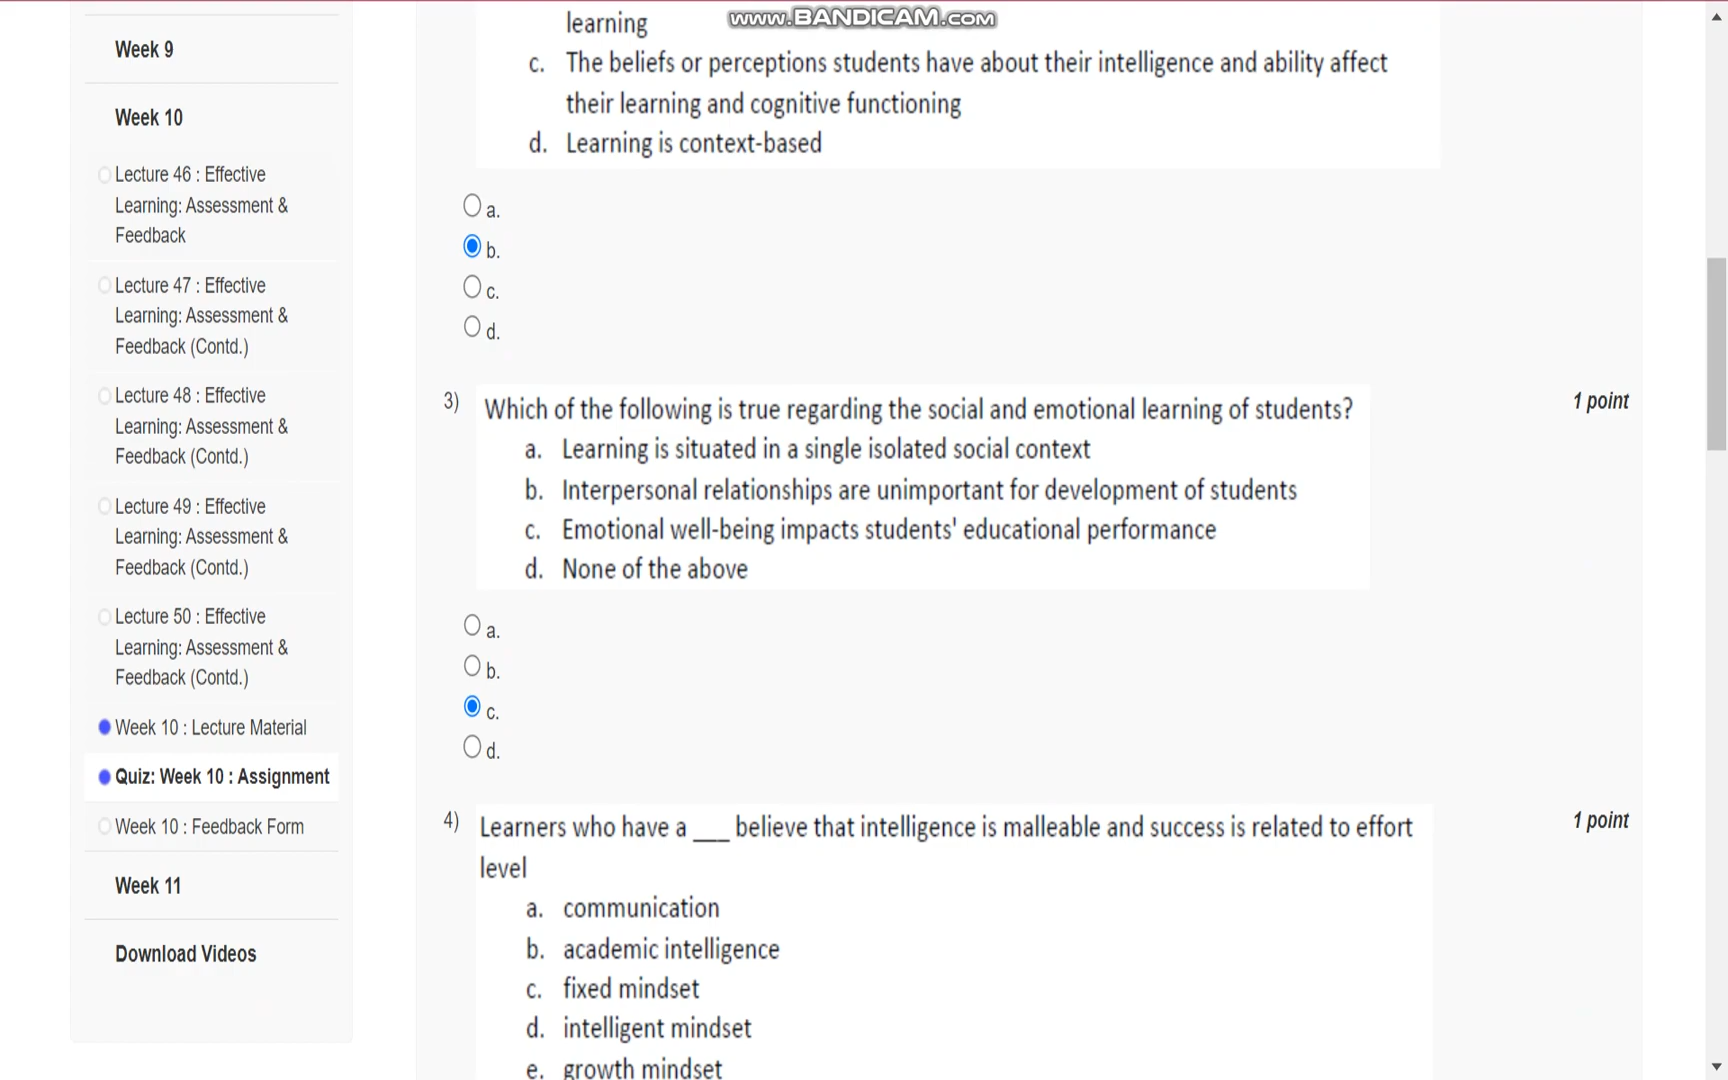 www.BANDICAM.com
Week 9
Week 10
Lecture 46 : Effective
Learning: Assessment &
Feedback
Lecture 47 : Effective
Learning: Assessment &
Feedback (Contd.)
Lecture 48 : Effective
Learning: Assessment &
Feedback (Contd.)
Lecture 49 : Effective
Learning: Assessment &
Feedback (Contd.)
Lecture 50 : Effective
Learning: Assessment &
Feedback (Contd.)
Week 10 : Lecture Material
Quiz: Week 10 : Assignment
Week 10 : Feedback Form
Week 11
Download Videos
learning
c. The beliefs or perceptions students have about their intelligence and ability affect
their learning and cognitive functioning
d. Learning is context-based
a.
b.
c.
d.
3) Which of the following is true regarding the social and emotional learning of students? 1 point
a. Learning is situated in a single isolated social context
b. Interpersonal relationships are unimportant for development of students
c. Emotional well-being impacts students' educational performance
d. None of the above
a.
b.
c.
d.
4) Learners who have a ___ believe that intelligence is malleable and success is related to effort 1 point
level
a. communication
b. academic intelligence
c. fixed mindset
d. intelligent mindset
e. growth mindset